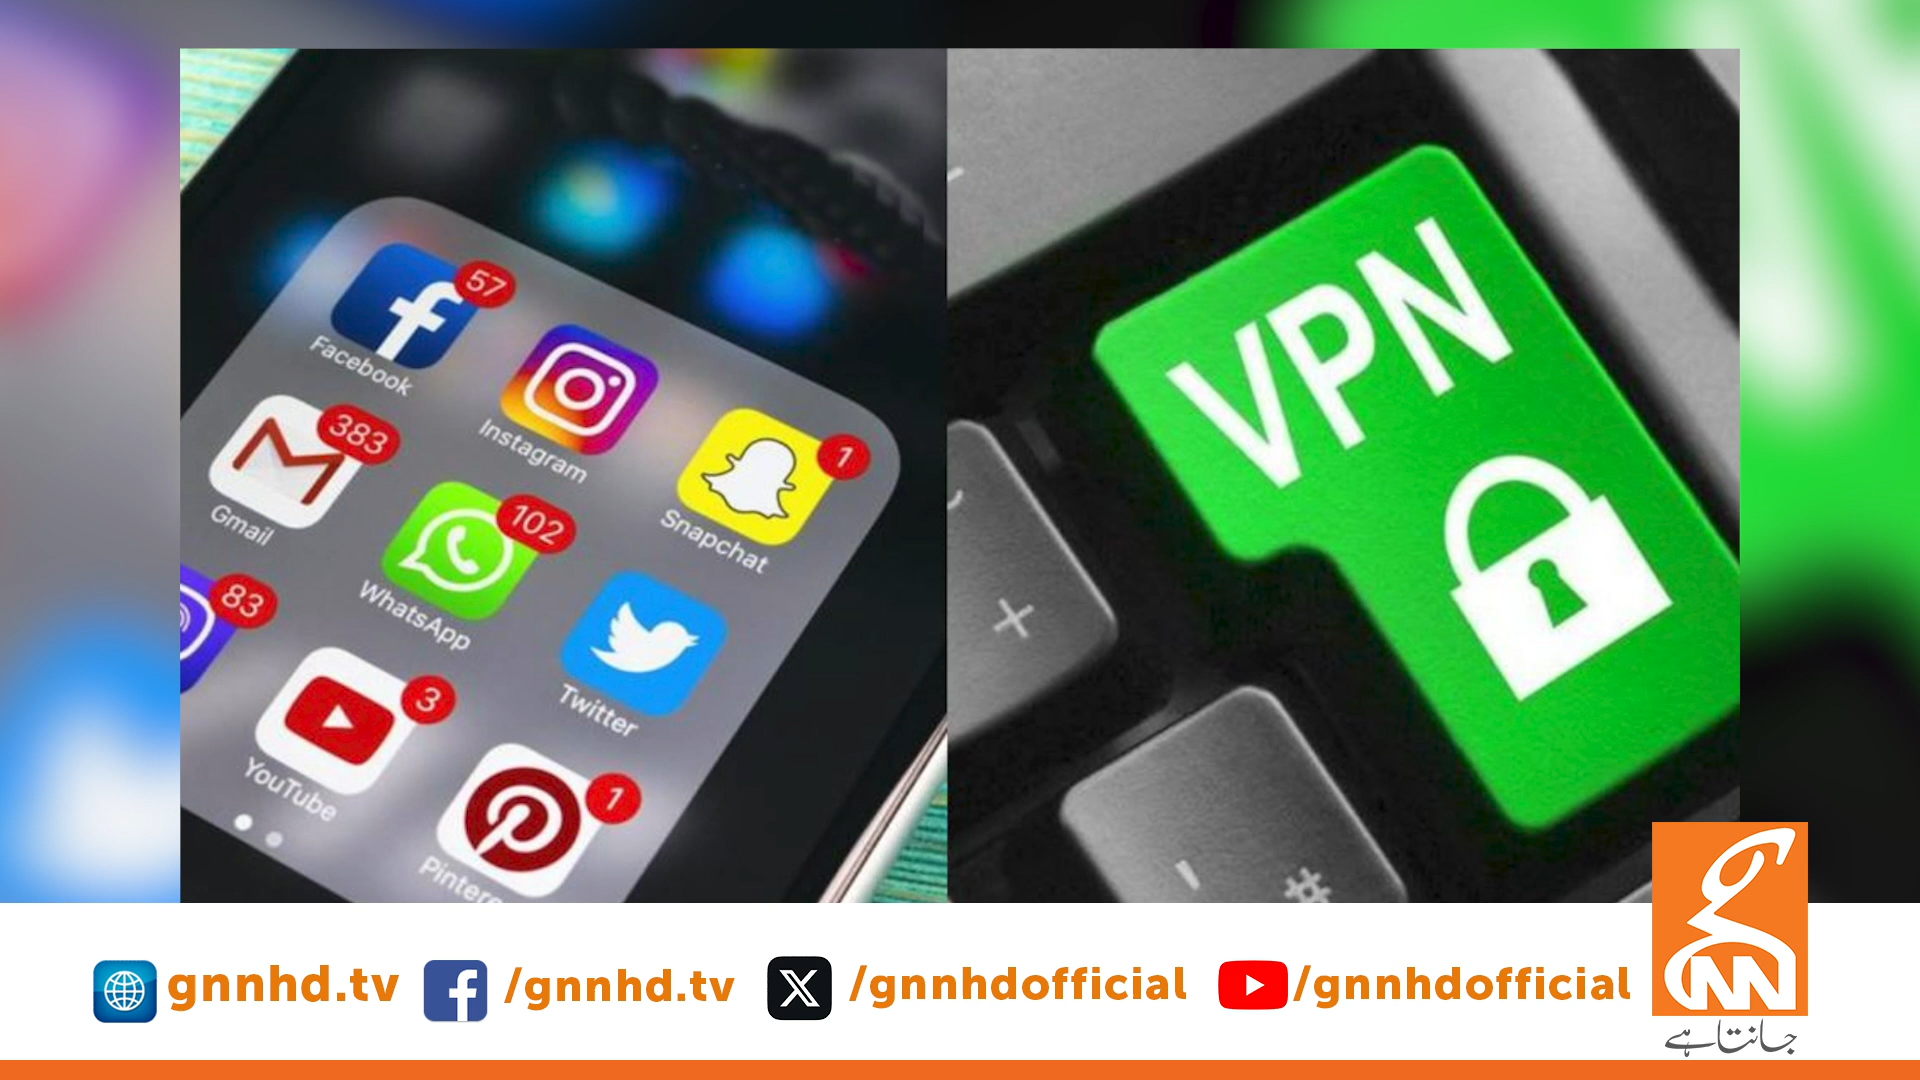 57
Facebook
Instagram
1
Snapchat
383
Gmail
102
WhatsApp
Twitter
83
3
YouTube
1
Pintere
VPN
+
'
#
gnnhd.tv
/gnnhd.tv
/gnnhdofficial
/gnnhdofficial
GNN
جانتا ہے